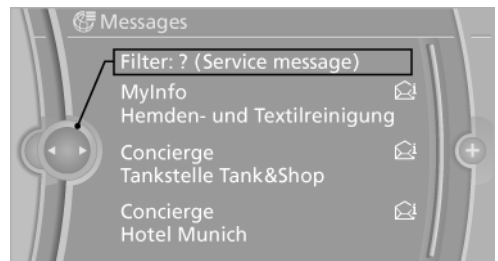 Messages
Filter: ? (Service message)
MyInfo
Hemden- und Textilreinigung
Concierge
Tankstelle Tank&Shop
Concierge
Hotel Munich